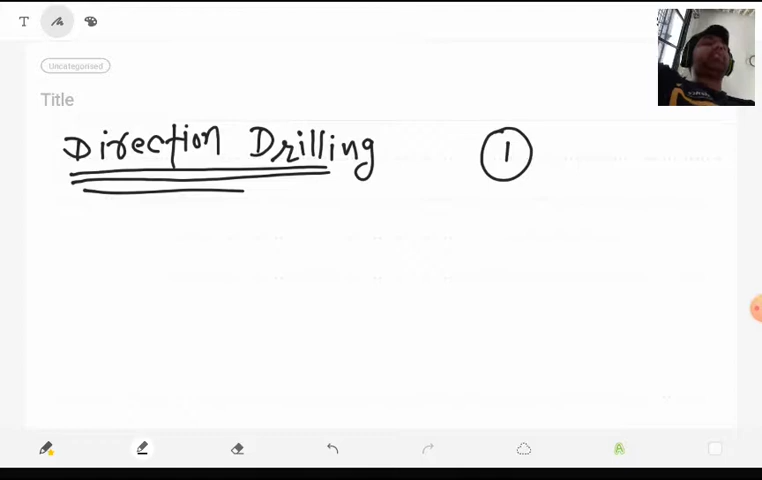 T
Uncategorised
Title
Direction Drilling 1
A